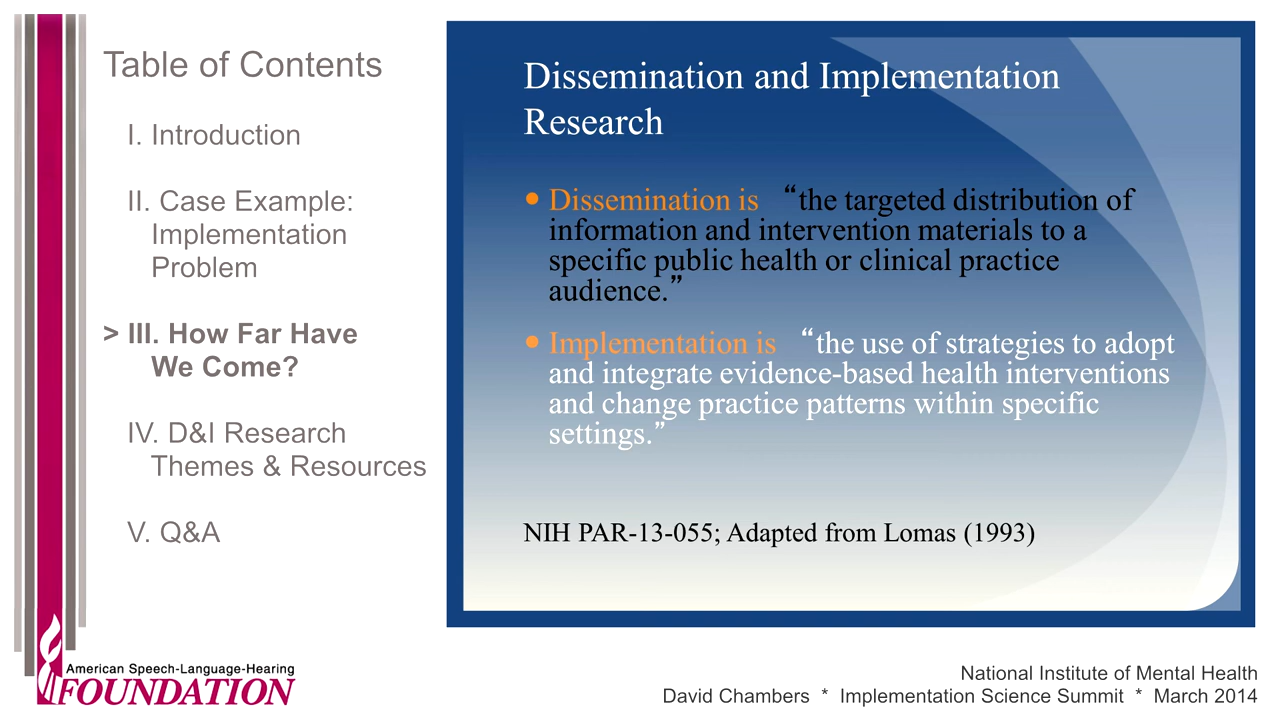 Table of Contents
I. Introduction
II. Case Example:
Implementation
Problem
> III. How Far Have
We Come?
IV. D&I Research
Themes & Resources
V. Q&A
American Speech-Language-Hearing
FOUNDATION
Dissemination and Implementation
Research
• Dissemination is “the targeted distribution of
information and intervention materials to a
specific public health or clinical practice
audience.”
• Implementation is “the use of strategies to adopt
and integrate evidence-based health interventions
and change practice patterns within specific
settings.”
NIH PAR-13-055; Adapted from Lomas (1993)
National Institute of Mental Health
David Chambers * Implementation Science Summit * March 2014